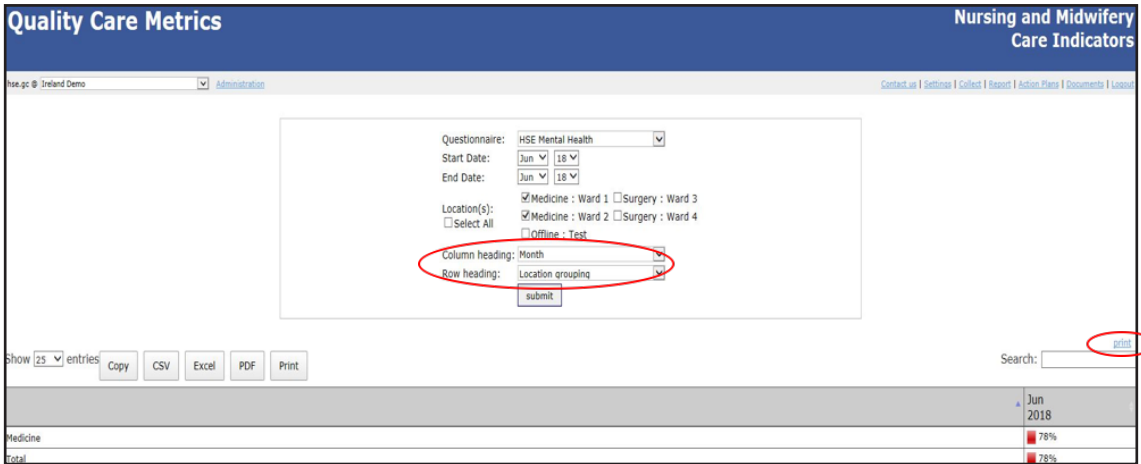 Quality Care Metrics
Nursing and Midwifery
Care Indicators
hse.gc @ Ireland Demo Administration
Contact us | Settings | Collect | Report | Action Plans | Documents | Logout
Questionnaire: HSE Mental Health
Start Date: Jun 18
End Date: Jun 18
Location(s):
Select All
Medicine : Ward 1 Surgery : Ward 3
Medicine : Ward 2 Surgery : Ward 4
Offline : Test
Column heading: Month
Row heading: Location grouping
submit
print
Show 25 entries Copy CSV Excel PDF Print Search:
Jun
2018
Medicine 78%
Total 78%